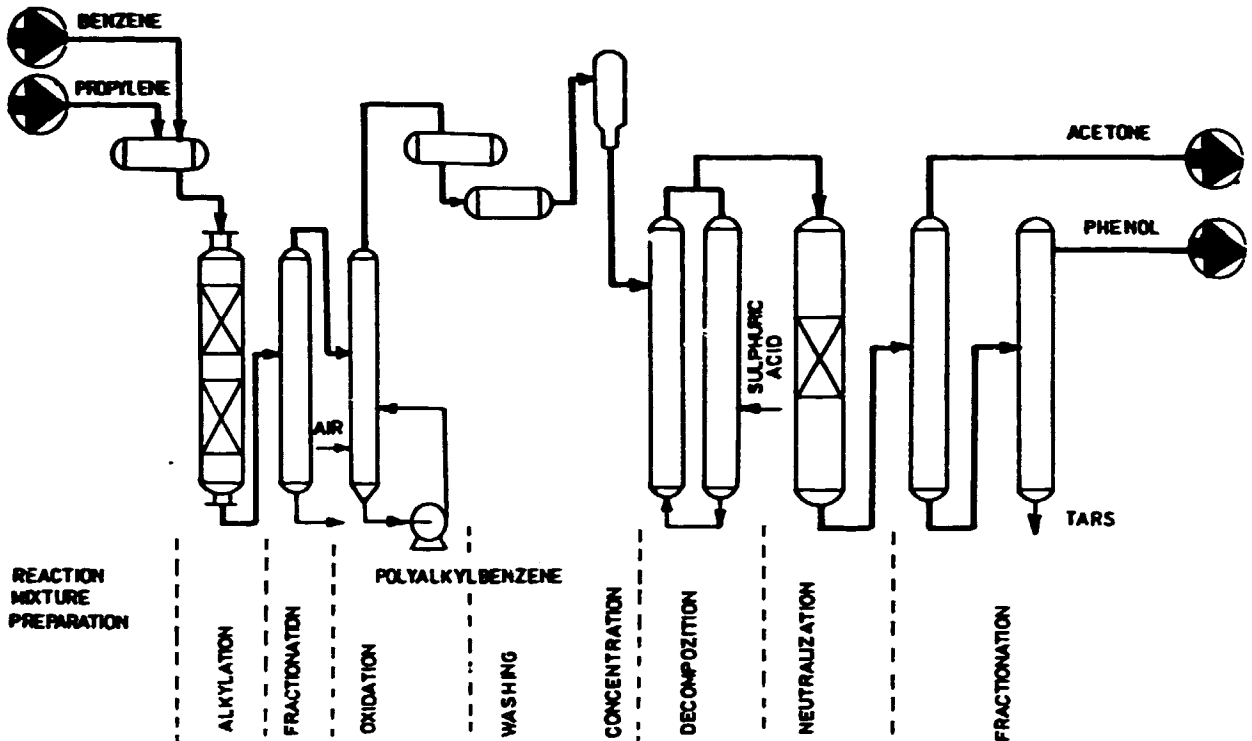 BENZENE
PROPYLENE
ACETONE
PHENOL
SULPHURIC
ACID
AIR
TARS
POLYALKYLBENZENE
REACTION
MIXTURE
PREPARATION
ALKYLATION
FRACTIONATION
OXIDATION
WASHING
CONCENTRATION
DECOMPOZITION
NEUTRALIZATION
FRACTIONATION